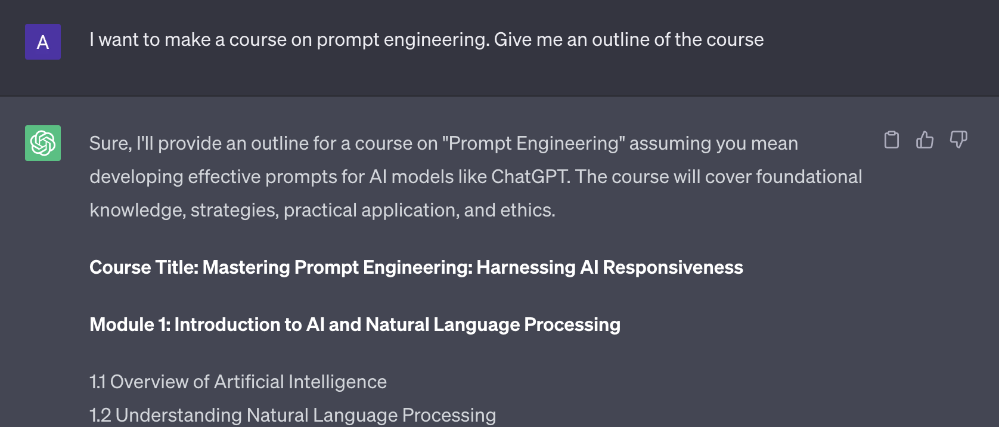 A
I want to make a course on prompt engineering. Give me an outline of the course
Sure, I'll provide an outline for a course on "Prompt Engineering" assuming you mean
developing effective prompts for AI models like ChatGPT. The course will cover foundational
knowledge, strategies, practical application, and ethics.
Course Title: Mastering Prompt Engineering: Harnessing AI Responsiveness
Module 1: Introduction to AI and Natural Language Processing
1.1 Overview of Artificial Intelligence
1.2 Understanding Natural Language Processing